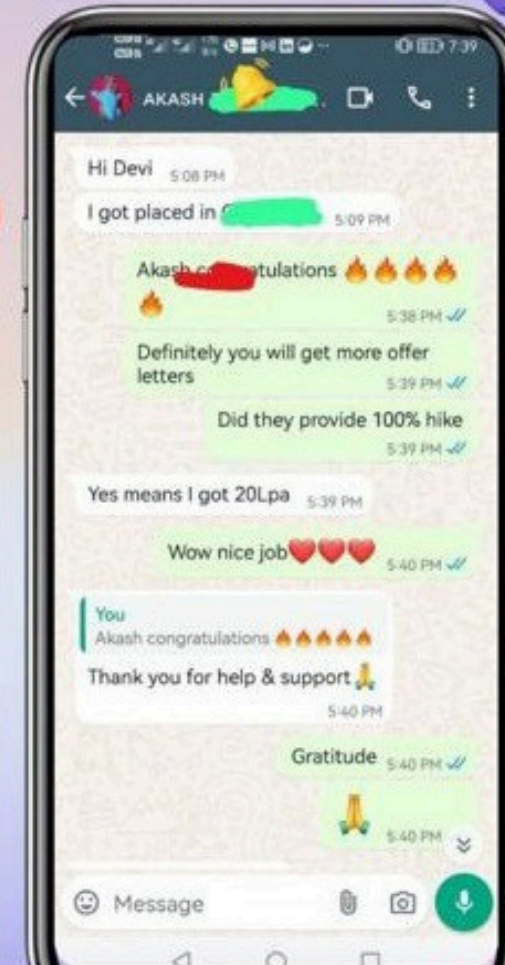 7:39
AKASH
Hi Devi 5:08 PM
I got placed in 5:09 PM
Akash tulations 🔥🔥🔥🔥
🔥
5:38 PM
Definitely you will get more offer
letters
5:39 PM
Did they provide 100% hike
5:39 PM
Yes means I got 20Lpa 5:39 PM
Wow nice job❤️❤️❤️ 5:40 PM
You
Akash congratulations 🔥🔥🔥🔥🔥
Thank you for help & support🙏
5:40 PM
Gratitude 5:40 PM
🙏 5:40 PM
Message